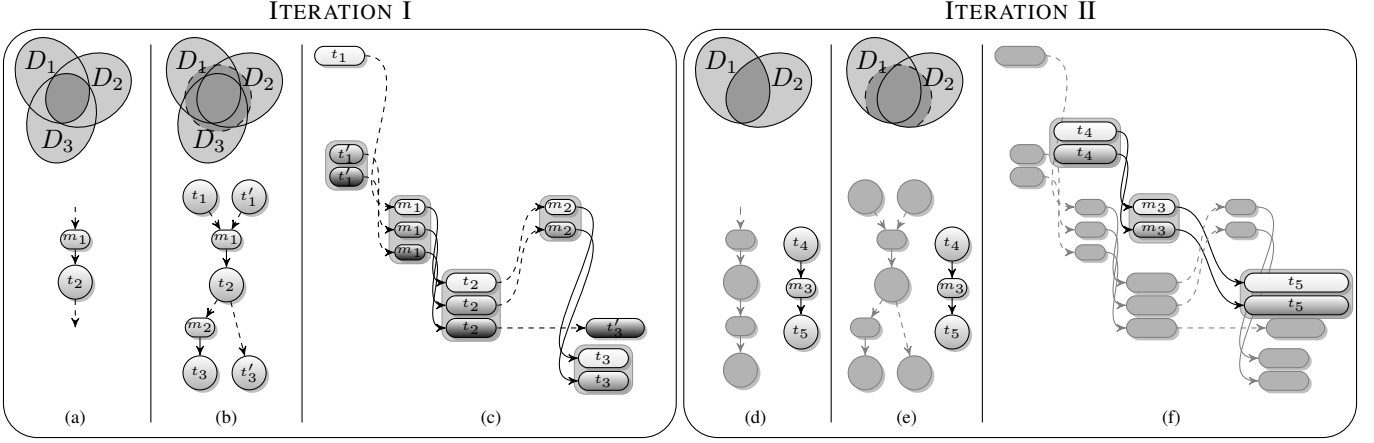 ITERATION I
ITERATION II
D1
D2
D3
m1
t2
(a)
D1
D2
D3
t1
t′1
m1
t2
m2
t3
t′3
(b)
t1
t′1
t′1
m1
m1
m1
t2
t2
t2
m2
m2
t′3
t3
t3
(c)
D1
D2
t4
m3
t5
(d)
D1
D2
t4
m3
t5
(e)
t4
t4
m3
m3
t5
t5
(f)